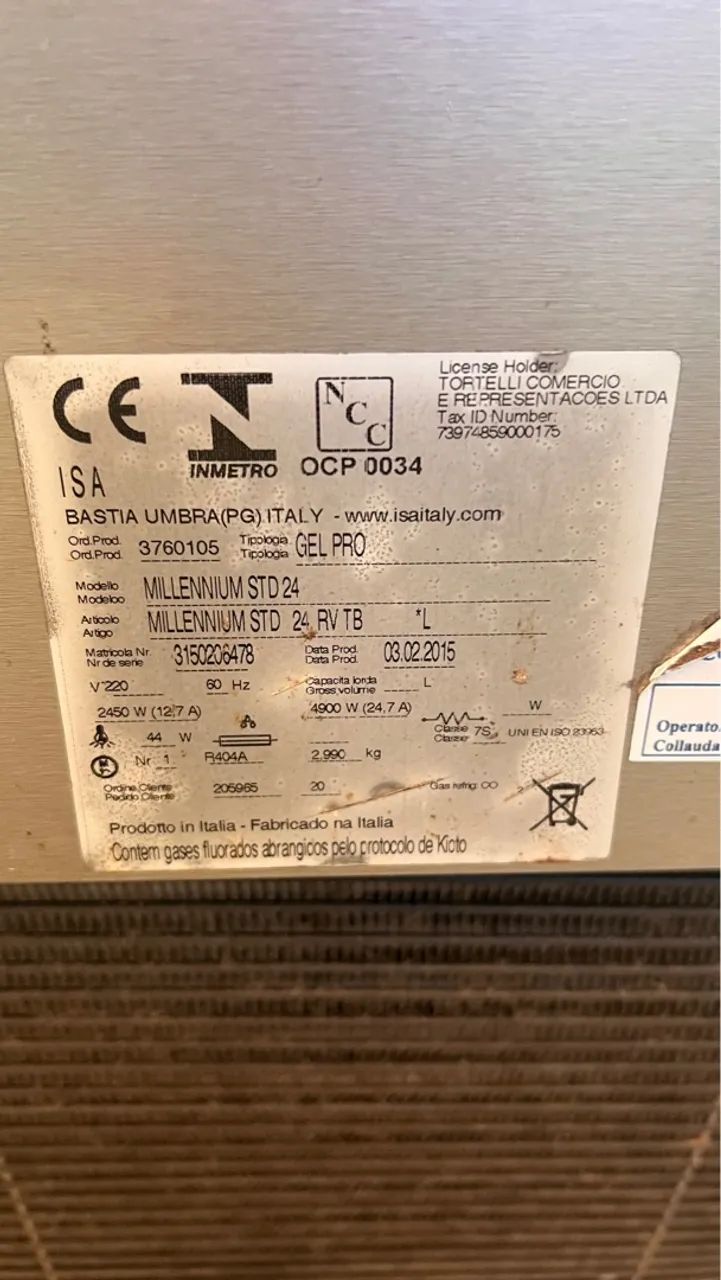 CE
INMETRO
NCC
OCP 0034
License Holder:
TORTELLI COMERCIO
E REPRESENTACOES LTDA
Tax ID Number:
73974859000175
ISA
BASTIA UMBRA(PG) ITALY - www.isaitaly.com
Ord.Prod. 3760105 Tipologia GEL PRO
Ord.Prod. Tipologia
Modello MILLENNIUM STD 24
Modeloo
Articolo MILLENNIUM STD 24 RV TB *L
Artigo
Matricola Nr. 3150206478 Data Prod. 03.02.2015
Nr de serie Data Prod.
V~220 60 Hz Capacita lorda L
Gross volume
2450 W (12,7 A) 4900 W (24,7 A) W
44 W Classe 7S UNI EN ISO 23953
Classe
Nr 1 R404A 2.990 kg
Ordine Cliente 205965 20 Gas refrig:
Pedido Cliente
Prodotto in Italia - Fabricado na Italia
Contem gases fluorados abrangidos pelo protocolo de Kioto
Operato
Collauda